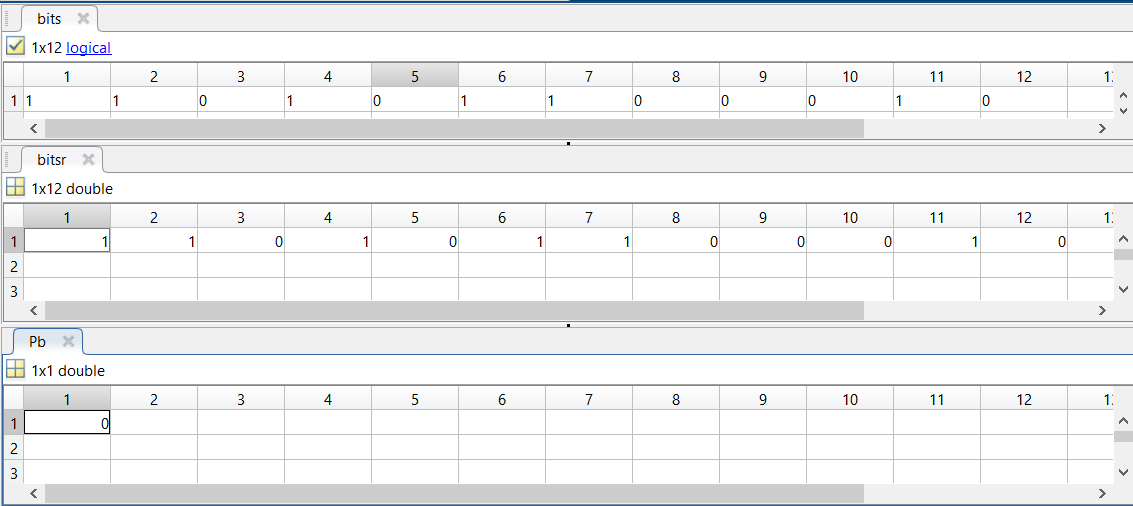 bits
1x12 logical
1 2 3 4 5 6 7 8 9 10 11 12
1 1 1 0 1 0 1 1 0 0 0 1 0
bitsr
1x12 double
1 2 3 4 5 6 7 8 9 10 11 12
1 1 1 0 1 0 1 1 0 0 0 1 0
2
3
Pb
1x1 double
1 2 3 4 5 6 7 8 9 10 11 12
1 0
2
3